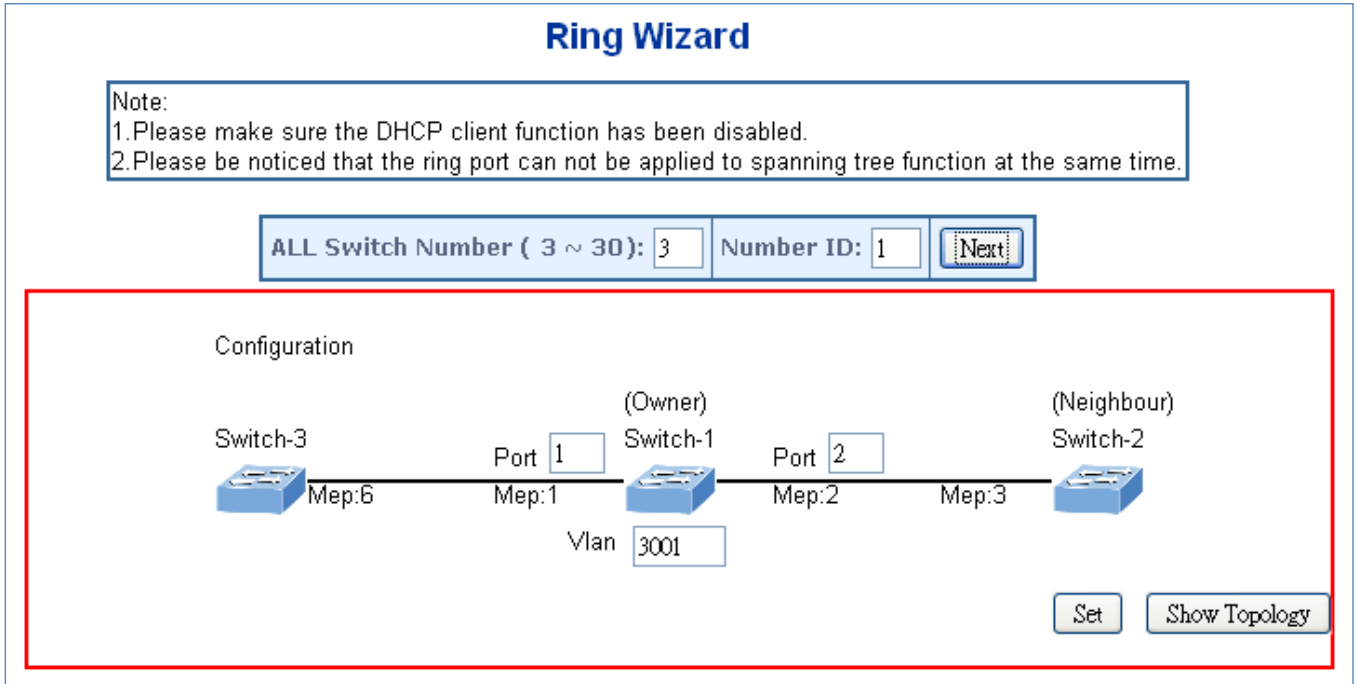 Ring Wizard
Note:
1.Please make sure the DHCP client function has been disabled.
2.Please be noticed that the ring port can not be applied to spanning tree function at the same time.
ALL Switch Number ( 3 ~ 30): 3 Number ID: 1 Next
Configuration
(Owner) (Neighbour)
Switch-3 Port 1 Switch-1 Port 2 Switch-2
Mep:6 Mep:1 Mep:2 Mep:3
Vlan 3001
Set Show Topology